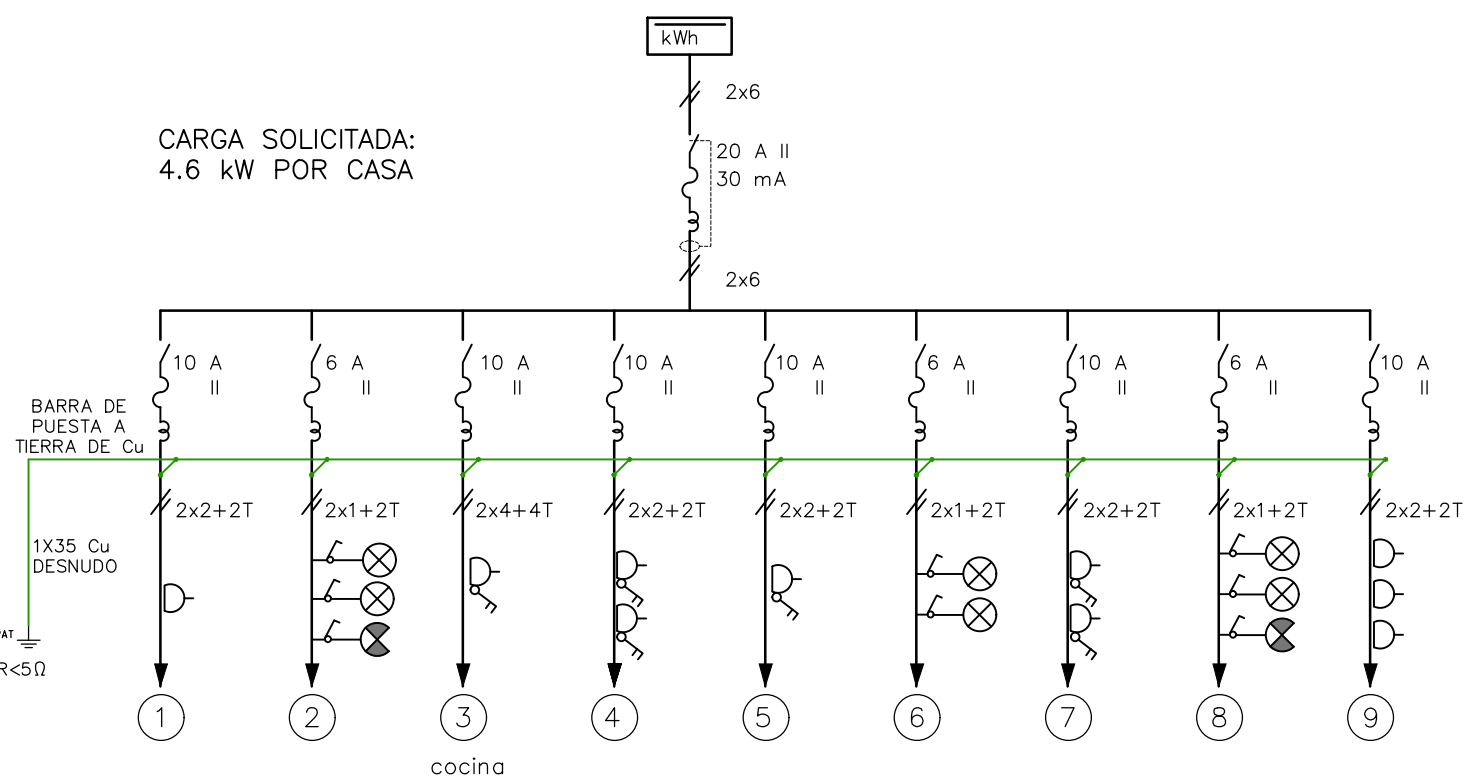 kWh
2x6
CARGA SOLICITADA:
4.6 kW POR CASA
20 A II
30 mA
2x6
10 A
II
6 A
II
10 A
II
10 A
II
10 A
II
6 A
II
10 A
II
6 A
II
10 A
II
BARRA DE
PUESTA A
TIERRA DE Cu
2x2+2T
2x1+2T
2x4+4T
2x2+2T
2x2+2T
2x1+2T
2x2+2T
2x1+2T
2x2+2T
1X35 Cu
DESNUDO
PAT
R<5Ω
1
2
3
4
5
6
7
8
9
cocina